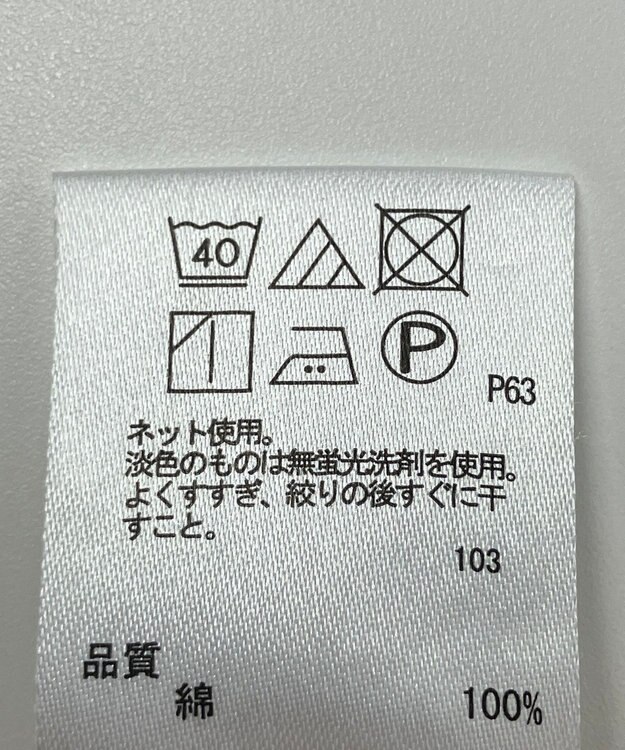 40
P
P63
ネット使用。
淡色のものは無蛍光洗剤を使用。
よくすすぎ、絞りの後すぐに干
すこと。
103
品質
綿 100%